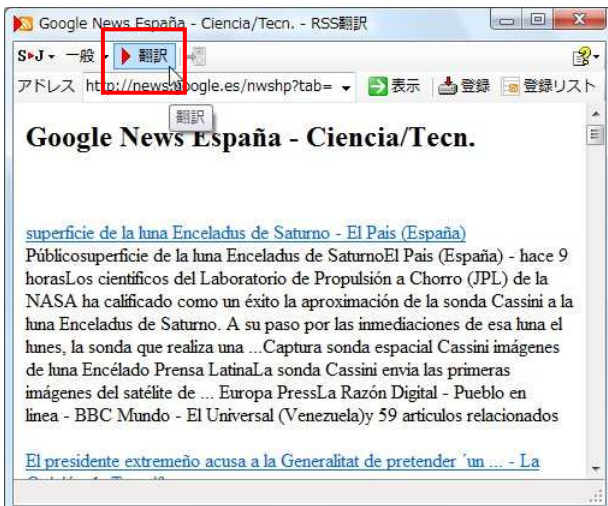 Google News España - Ciencia/Tecn. - RSS翻訳
S▶J 一般 翻訳
アドレス http://news.google.es/nwshp?tab= 表示 登録 登録リスト
翻訳
Google News España - Ciencia/Tecn.
superficie de la luna Enceladus de Saturno - El País (España)
Públicosuperficie de la luna Enceladus de SaturnoEl País (España) - hace 9
horasLos científicos del Laboratorio de Propulsión a Chorro (JPL) de la
NASA ha calificado como un éxito la aproximación de la sonda Cassini a la
luna Enceladus de Saturno. A su paso por las inmediaciones de esa luna el
lunes, la sonda que realiza una ...Captura sonda espacial Cassini imágenes
de luna Encélado Prensa LatinaLa sonda Cassini envía las primeras
imágenes del satélite de ... Europa PressLa Razón Digital - Pueblo en
línea - BBC Mundo - El Universal (Venezuela)y 59 artículos relacionados
El presidente extremeño acusa a la Generalitat de pretender ´un ... - La